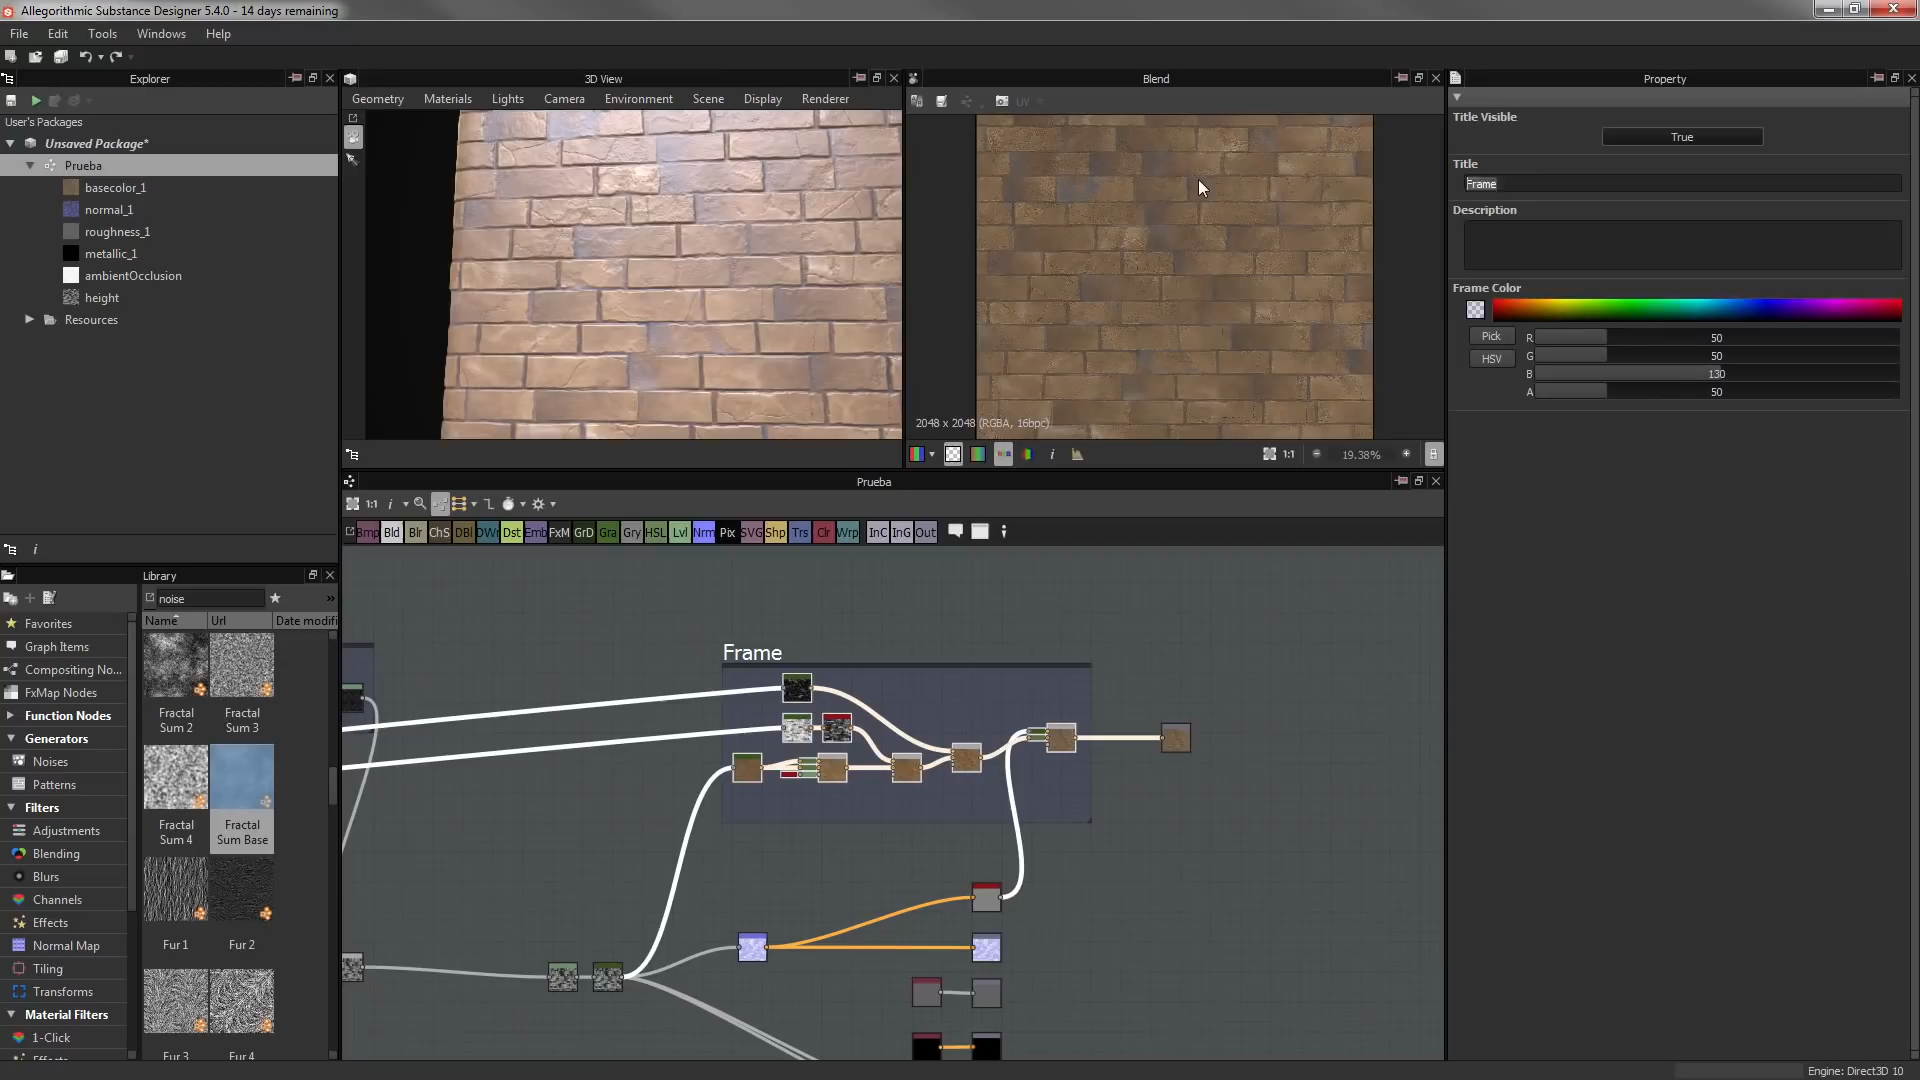 Allegorithmic Substance Designer 5.4.0 - 14 days remaining
File Edit Tools Windows Help
Explorer
User's Packages
Unsaved Package*
Prueba
basecolor_1
normal_1
roughness_1
metallic_1
ambientOcclusion
height
Resources
3D View
Geometry Materials Lights Camera Environment Scene Display Renderer
Blend
UV
2048 x 2048 (RGBA, 16bpc)
1:1
19.38%
Property
Title Visible
True
Title
Frame
Description
Frame Color
Pick
HSV
R 50
G 50
B 130
A 50
Prueba
1:1
Bmp Bld Blr ChS DBl DWr Dst Emb FxM GrD Gra Gry HSL Lvl Nrm Pix SVG Shp Trs Clr Wrp InC InG Out
Frame
Library
noise
Name Url Date modifi
Favorites
Graph Items
Compositing No...
FxMap Nodes
Function Nodes
Generators
Noises
Patterns
Filters
Adjustments
Blending
Blurs
Channels
Effects
Normal Map
Tiling
Transforms
Material Filters
1-Click
Effects
Fractal Sum 2
Fractal Sum 3
Fractal Sum 4
Fractal Sum Base
Fur 1
Fur 2
Fur 3
Fur 4
Engine: Direct3D 10